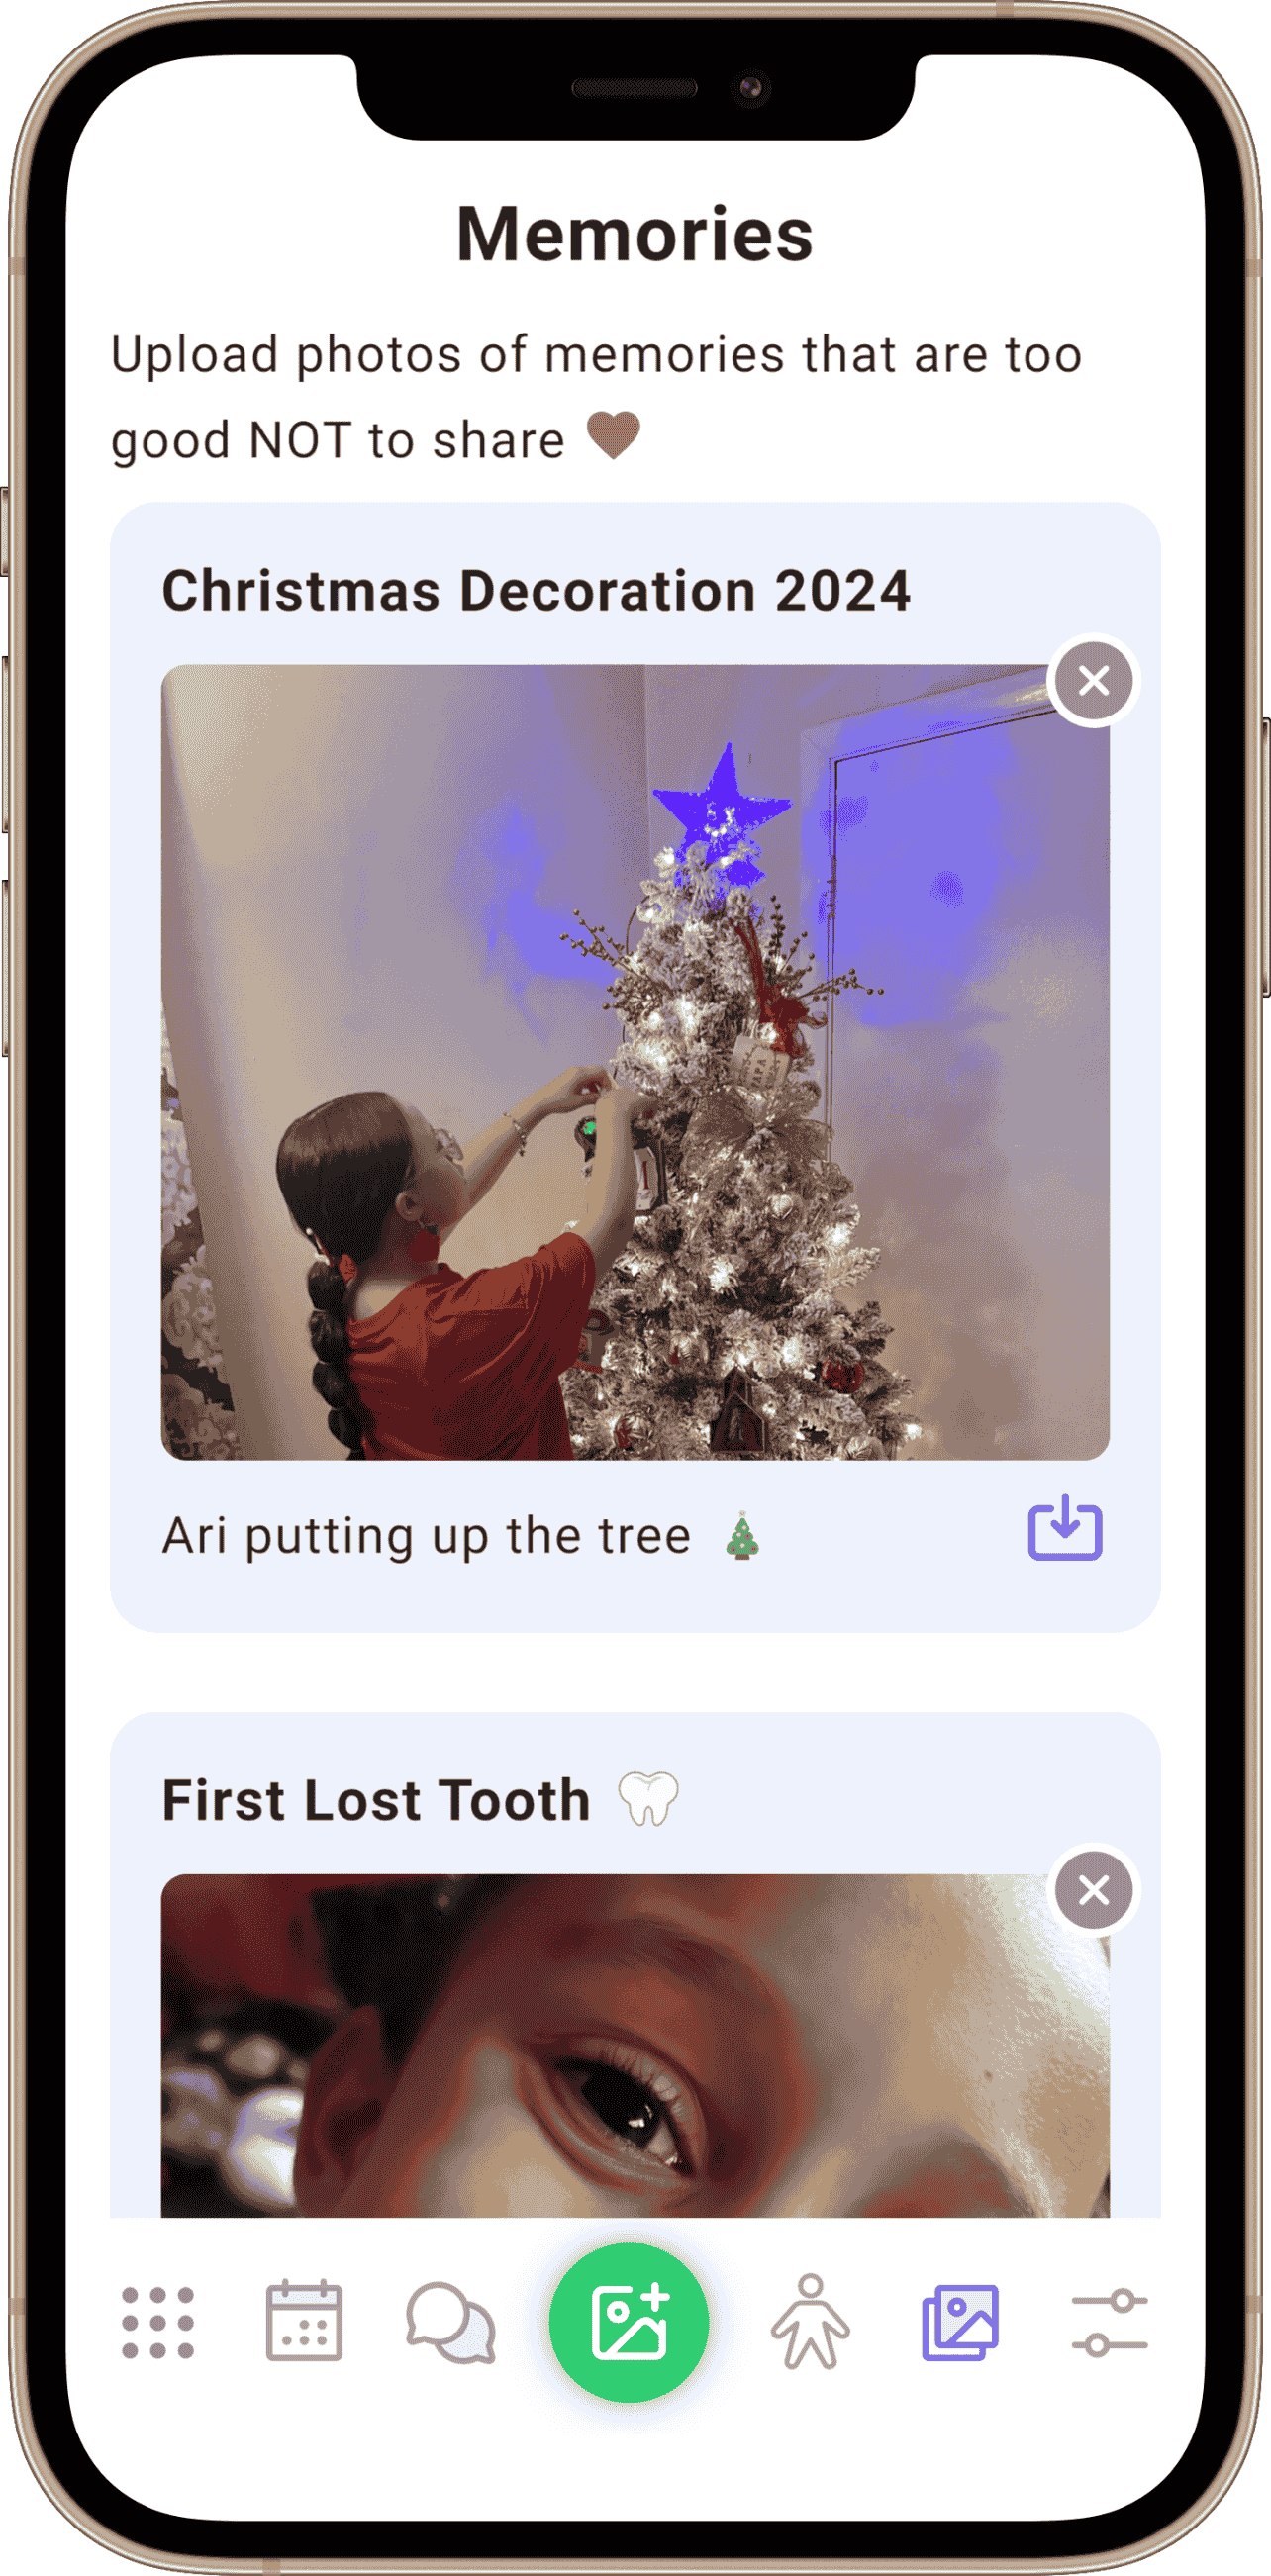 Memories
Upload photos of memories that are too
good NOT to share 🤎
Christmas Decoration 2024
Ari putting up the tree 🎄
First Lost Tooth 🦷